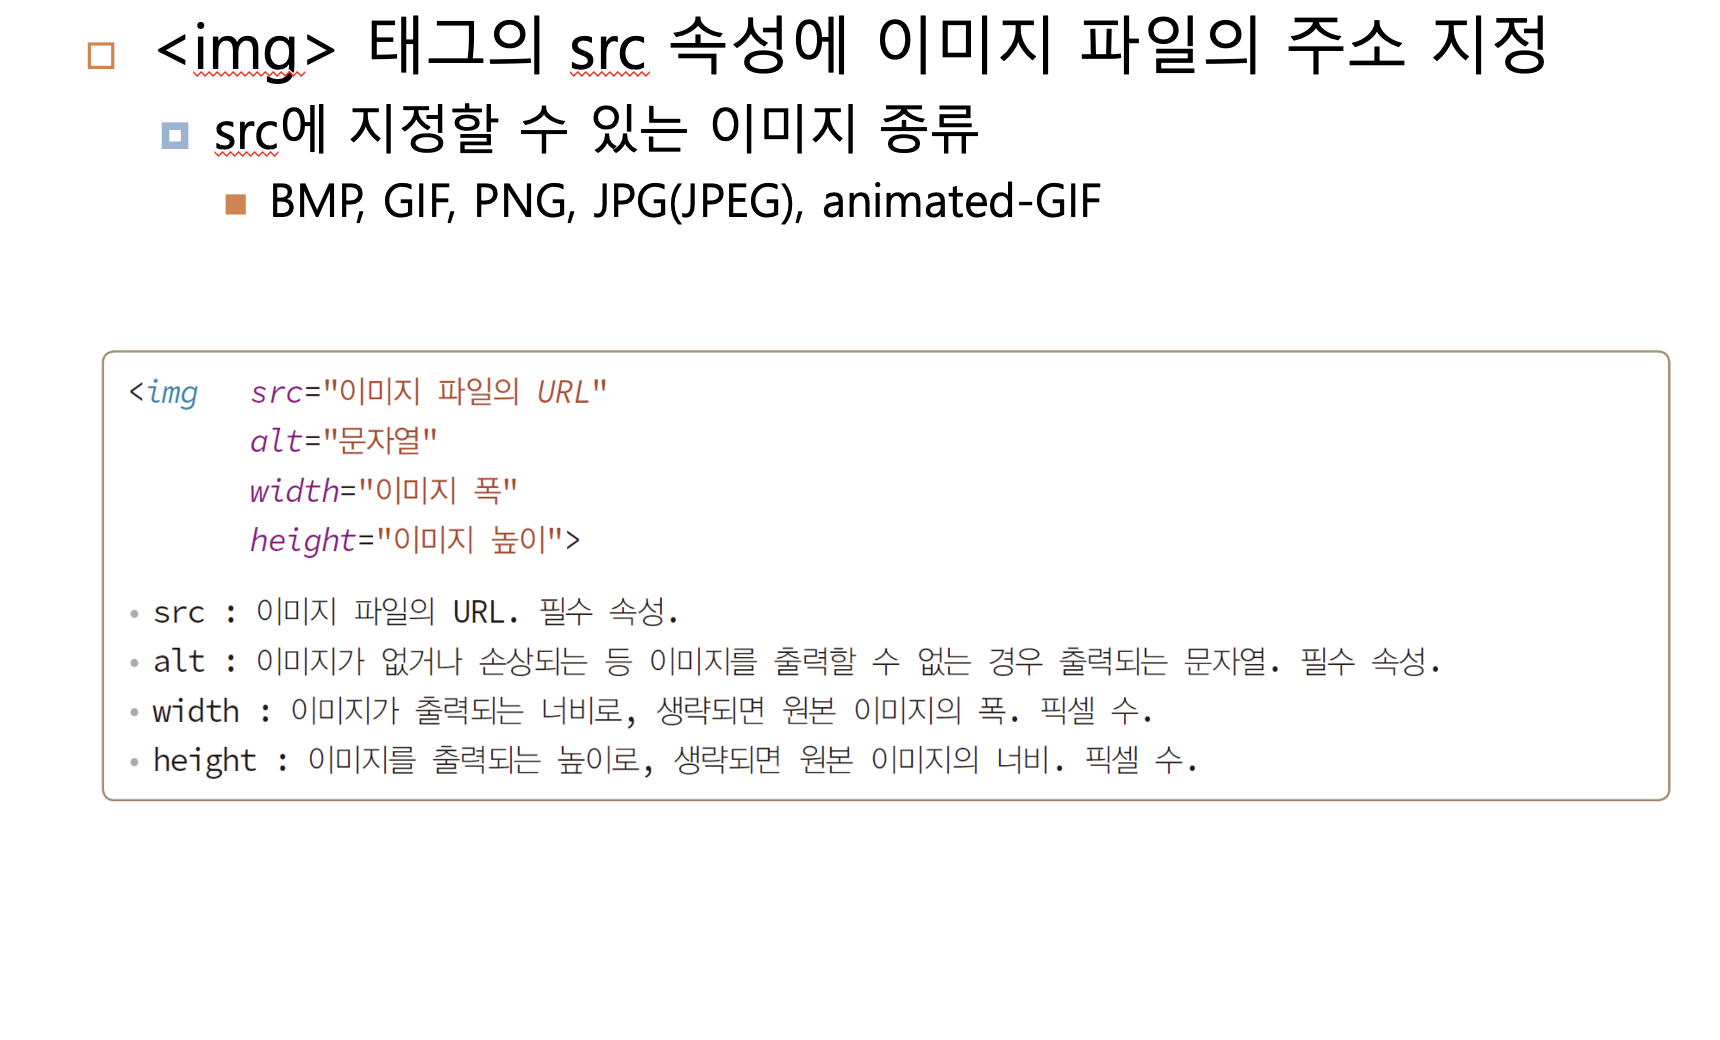 <img> 태그의 src 속성에 이미지 파일의 주소 지정
src에 지정할 수 있는 이미지 종류
BMP, GIF, PNG, JPG(JPEG), animated-GIF
<img src="이미지 파일의 URL"
alt="문자열"
width="이미지 폭"
height="이미지 높이">
• src : 이미지 파일의 URL. 필수 속성.
• alt : 이미지가 없거나 손상되는 등 이미지를 출력할 수 없는 경우 출력되는 문자열. 필수 속성.
• width : 이미지가 출력되는 너비로, 생략되면 원본 이미지의 폭. 픽셀 수.
• height : 이미지를 출력되는 높이로, 생략되면 원본 이미지의 너비. 픽셀 수.